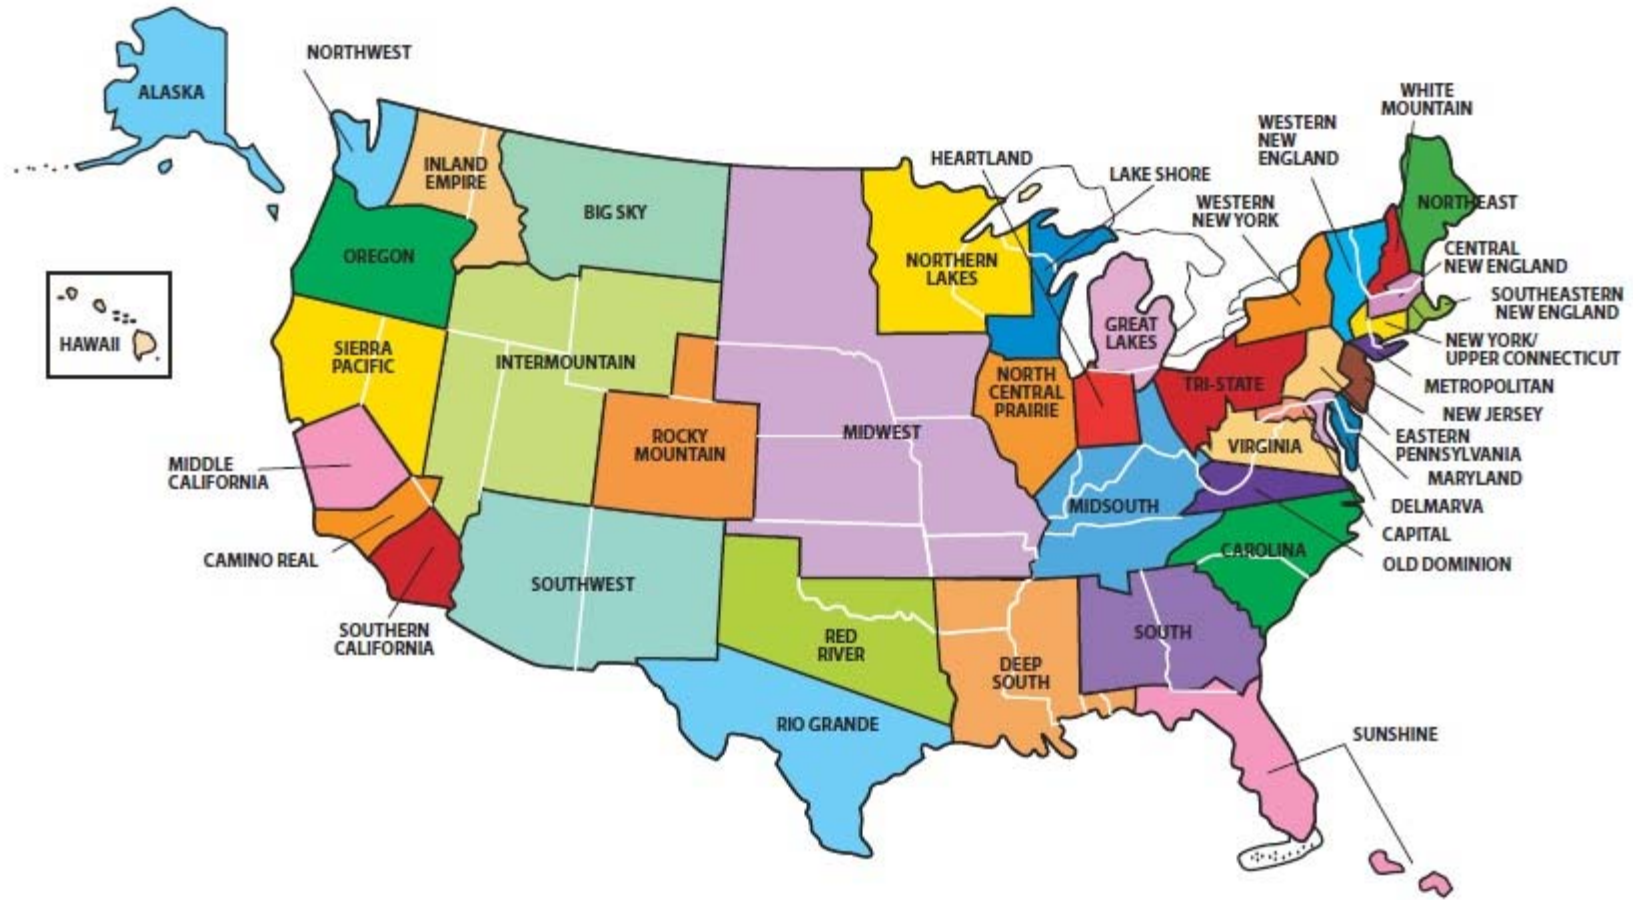 ALASKA
NORTHWEST
INLAND
EMPIRE
BIG SKY
OREGON
HAWAII
SIERRA
PACIFIC
INTERMOUNTAIN
MIDDLE
CALIFORNIA
CAMINO REAL
SOUTHERN
CALIFORNIA
ROCKY
MOUNTAIN
SOUTHWEST
MIDWEST
RED
RIVER
RIO GRANDE
NORTHERN
LAKES
HEARTLAND
LAKE SHORE
NORTH
CENTRAL
PRAIRIE
GREAT
LAKES
MIDSOUTH
DEEP
SOUTH
SOUTH
CAROLINA
VIRGINIA
TRI-STATE
WESTERN
NEW YORK
WESTERN
NEW
ENGLAND
WHITE
MOUNTAIN
NORTHEAST
CENTRAL
NEW ENGLAND
SOUTHEASTERN
NEW ENGLAND
NEW YORK/
UPPER CONNECTICUT
METROPOLITAN
NEW JERSEY
EASTERN
PENNSYLVANIA
MARYLAND
DELMARVA
CAPITAL
OLD DOMINION
SUNSHINE